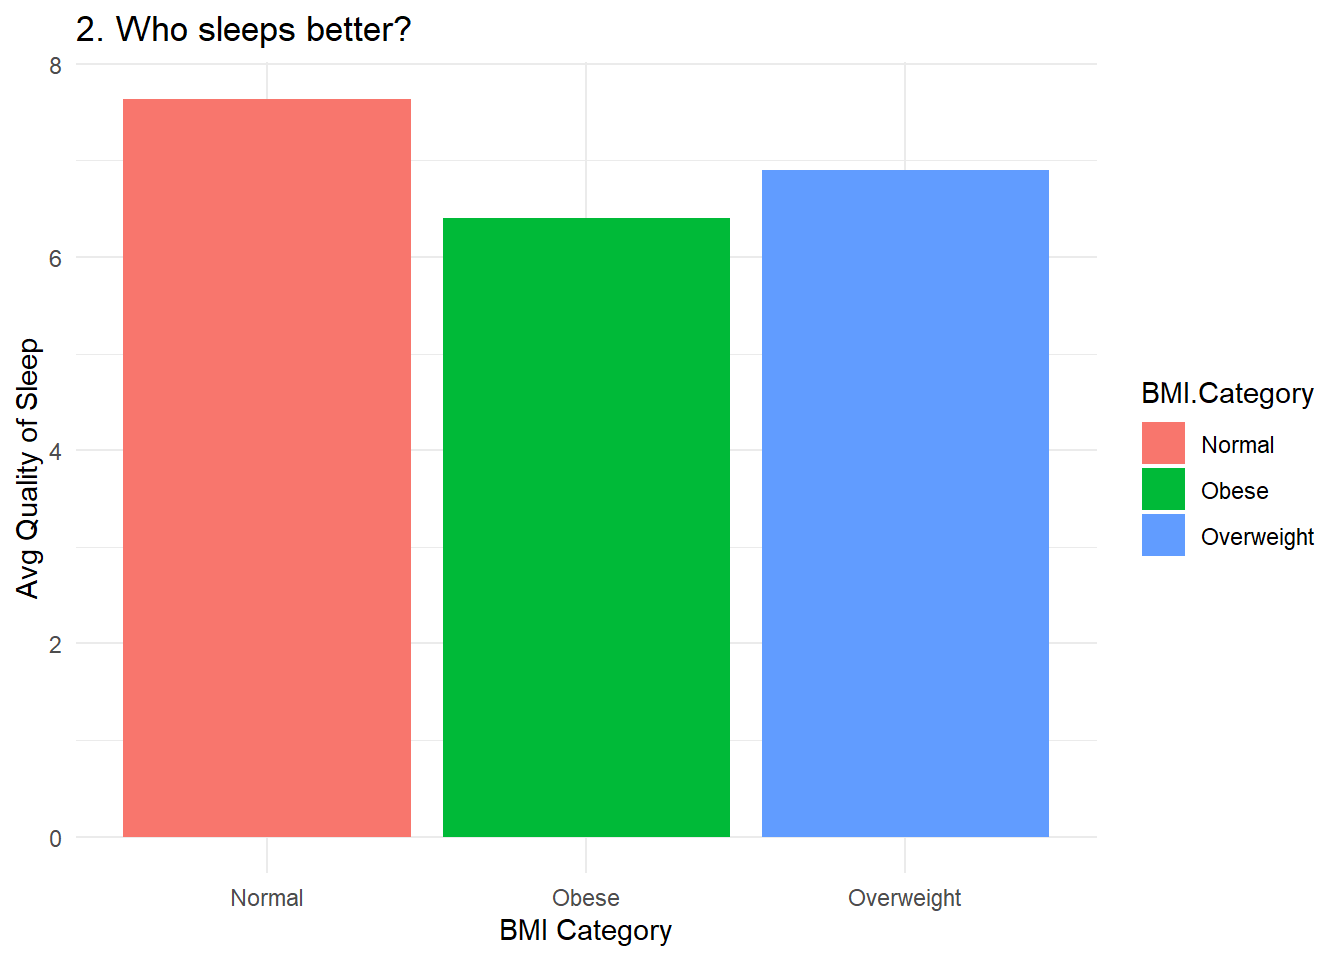 2. Who sleeps better?
8
6
4
2
0
Avg Quality of Sleep
Normal
Obese
Overweight
BMI Category
BMI.Category
Normal
Obese
Overweight